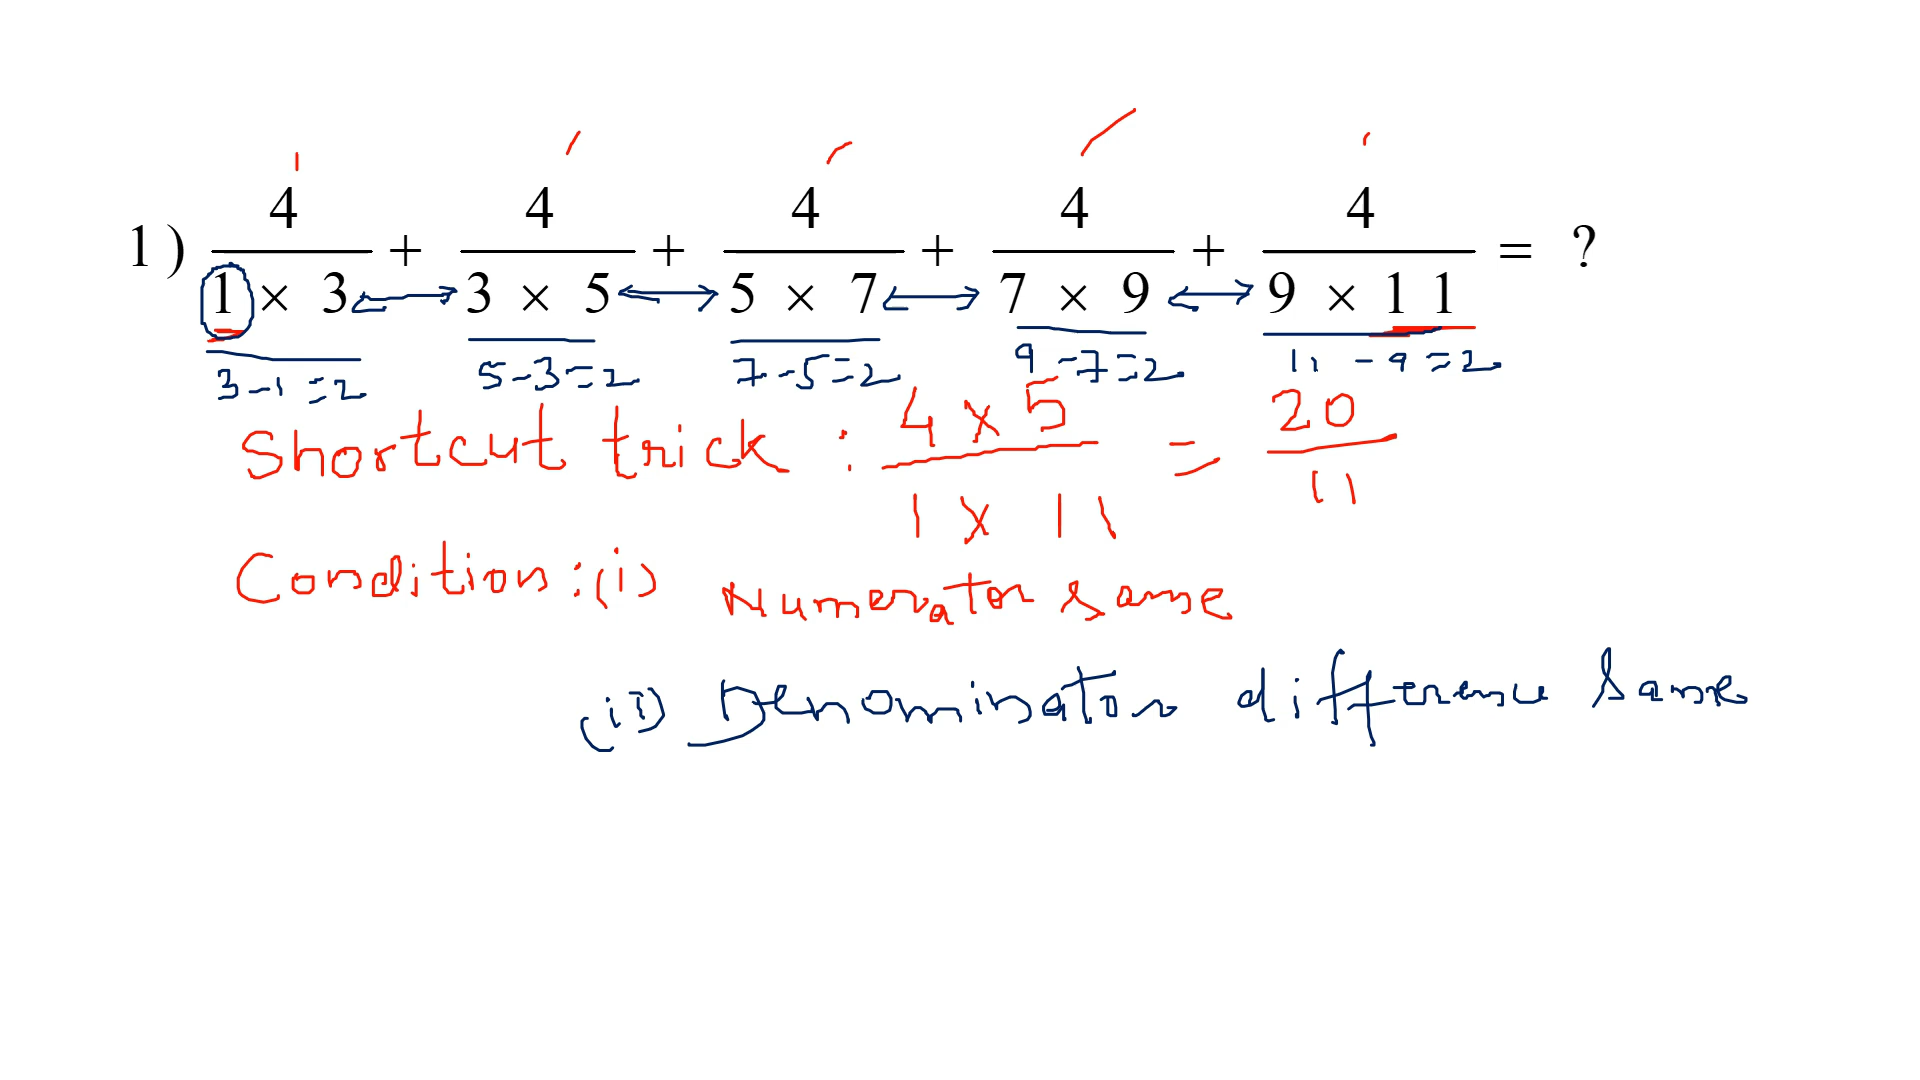 1) 4/(1 × 3) + 4/(3 × 5) + 4/(5 × 7) + 4/(7 × 9) + 4/(9 × 11) = ?
3-1=2 5-3=2 7-5=2 9-7=2 11-9=2
Shortcut trick : (4 x 5)/(1 x 11) = 20/11
Condition : (i) Numerator same
(ii) Denominator difference same